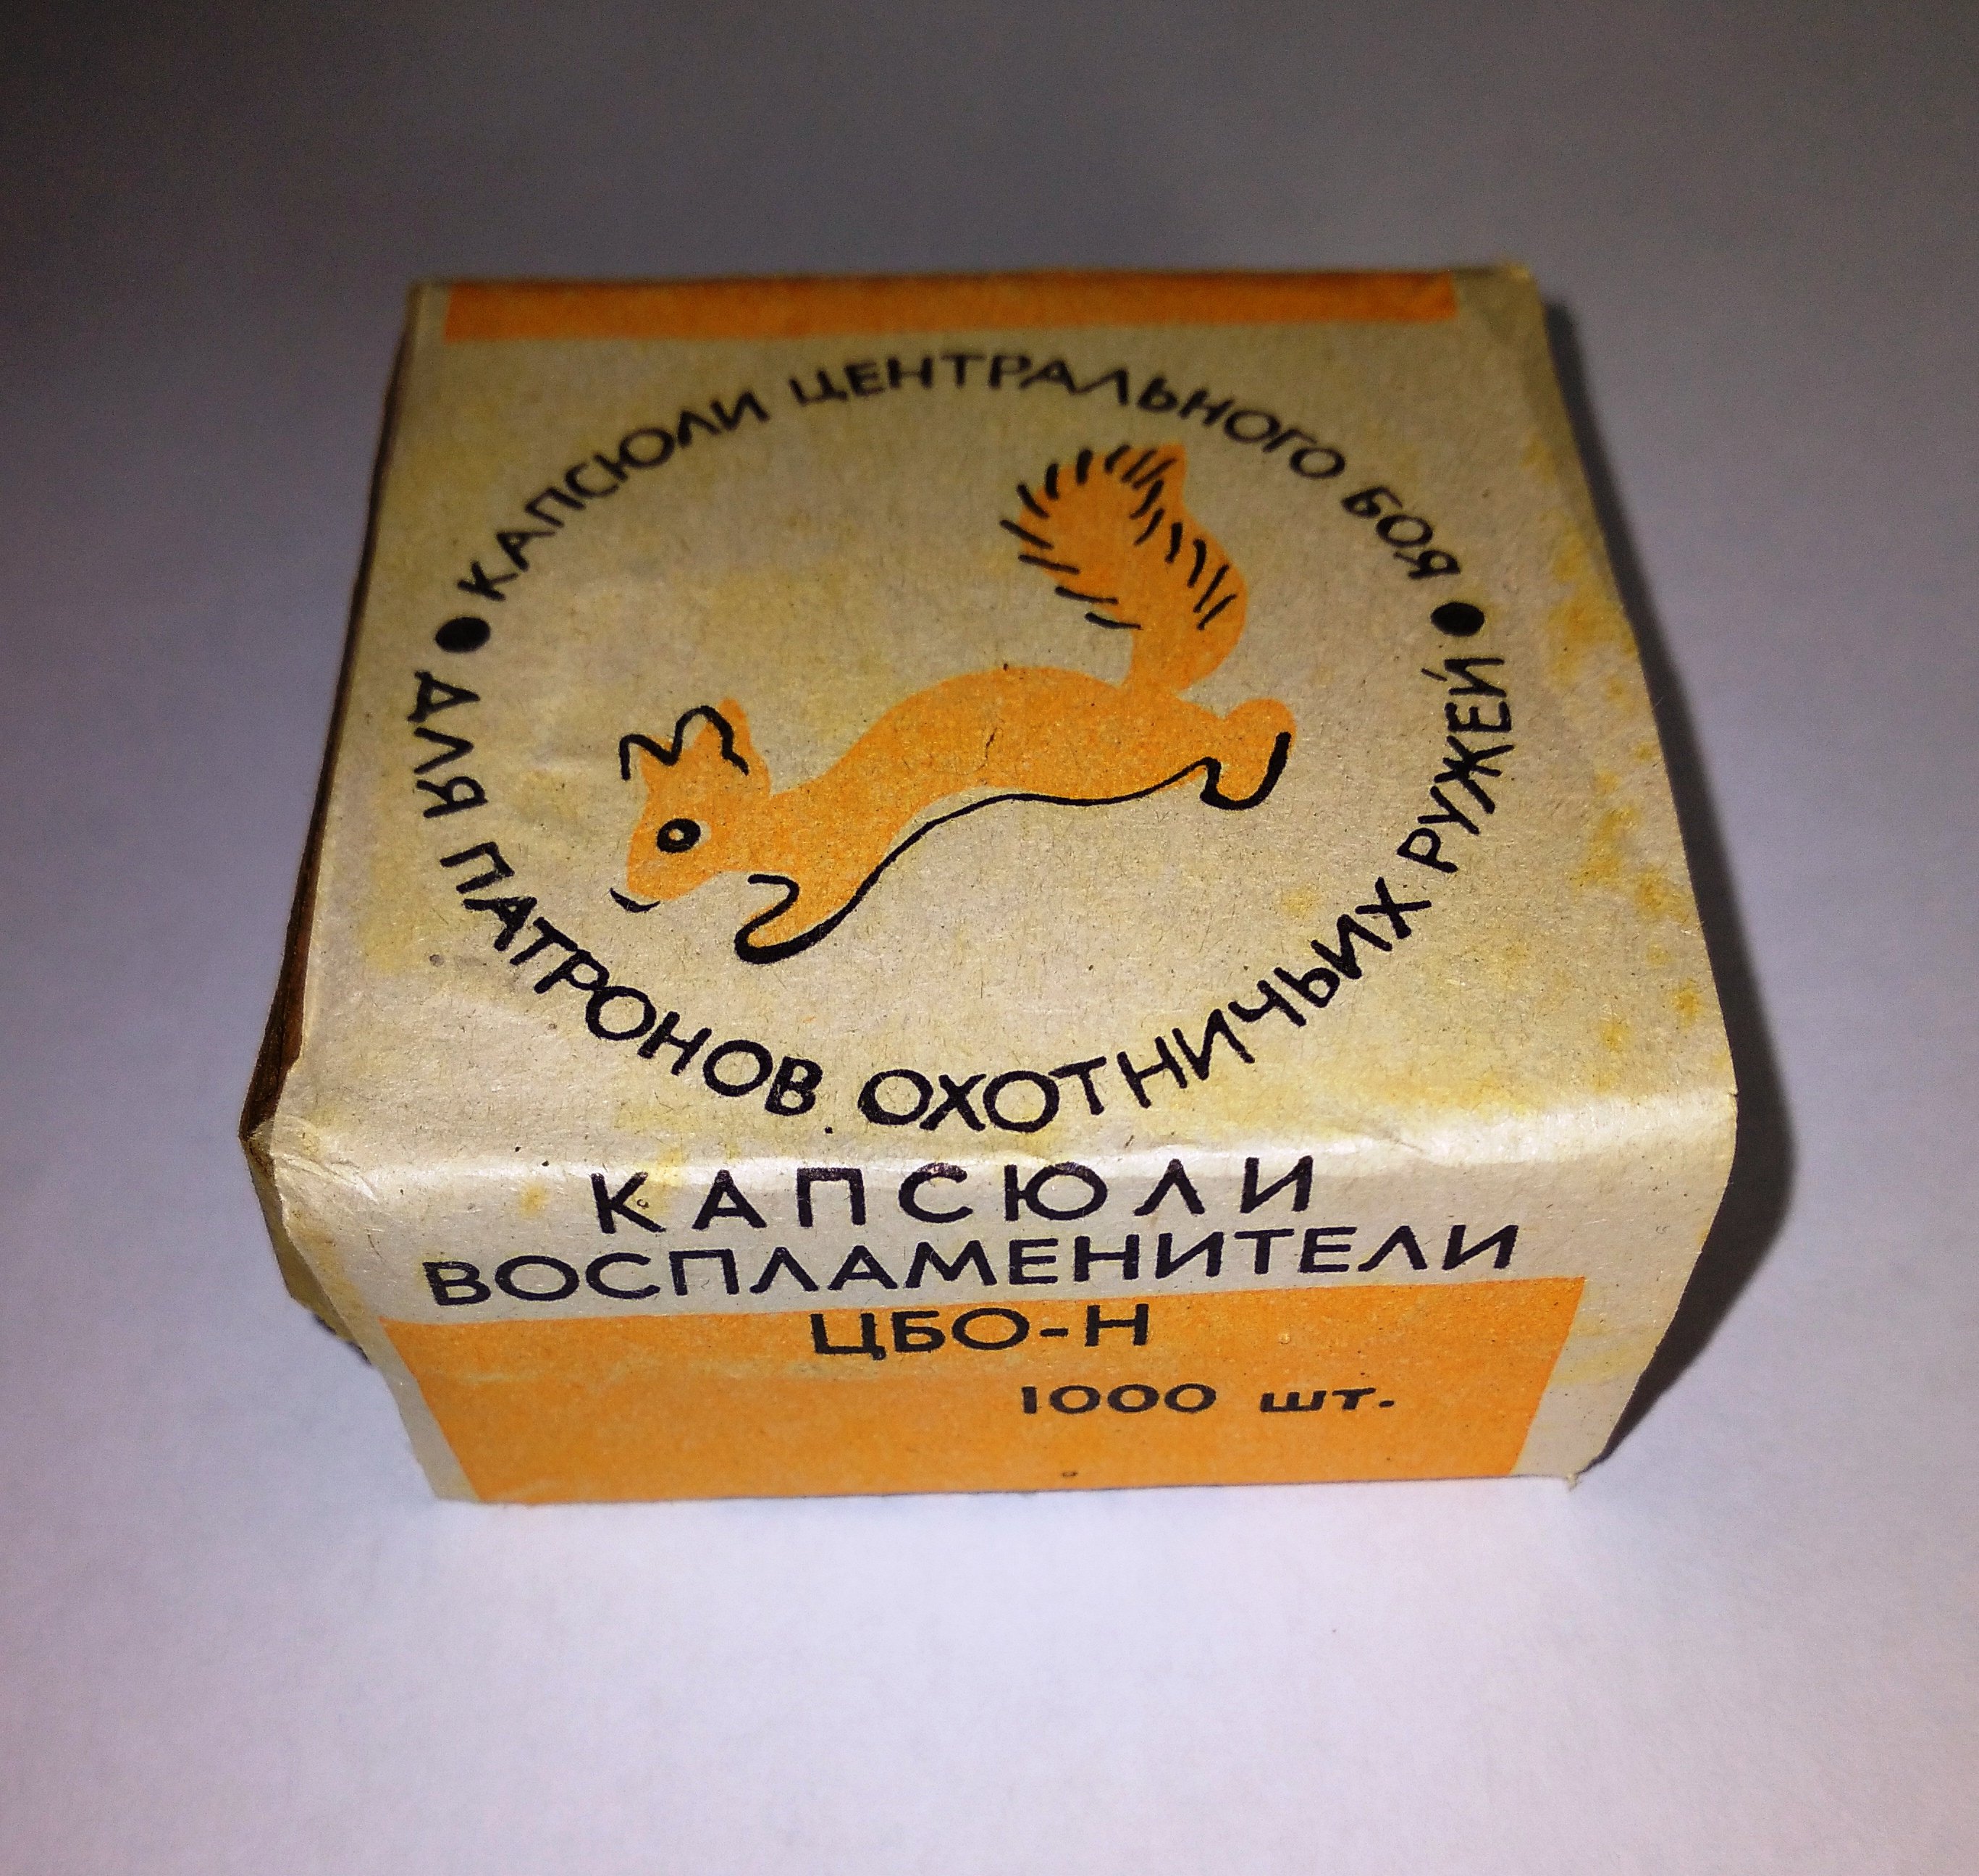 КАПСЮЛИ ЦЕНТРАЛЬНОГО БОЯ
ДЛЯ ПАТРОНОВ ОХОТНИЧЬИХ РУЖЕЙ
КАПСЮЛИ
ВОСПЛАМЕНИТЕЛИ
ЦБО-Н
1000 шт.